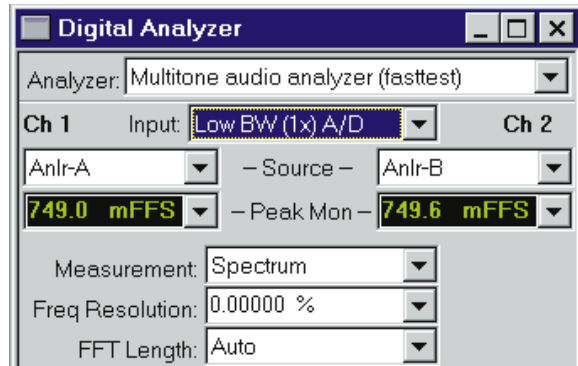 Digital Analyzer
Analyzer: Multitone audio analyzer (fasttest)
Ch 1 Input: Low BW (1x) A/D Ch 2
Anlr-A – Source – Anlr-B
749.0 mFFS – Peak Mon – 749.6 mFFS
Measurement: Spectrum
Freq Resolution: 0.00000 %
FFT Length: Auto